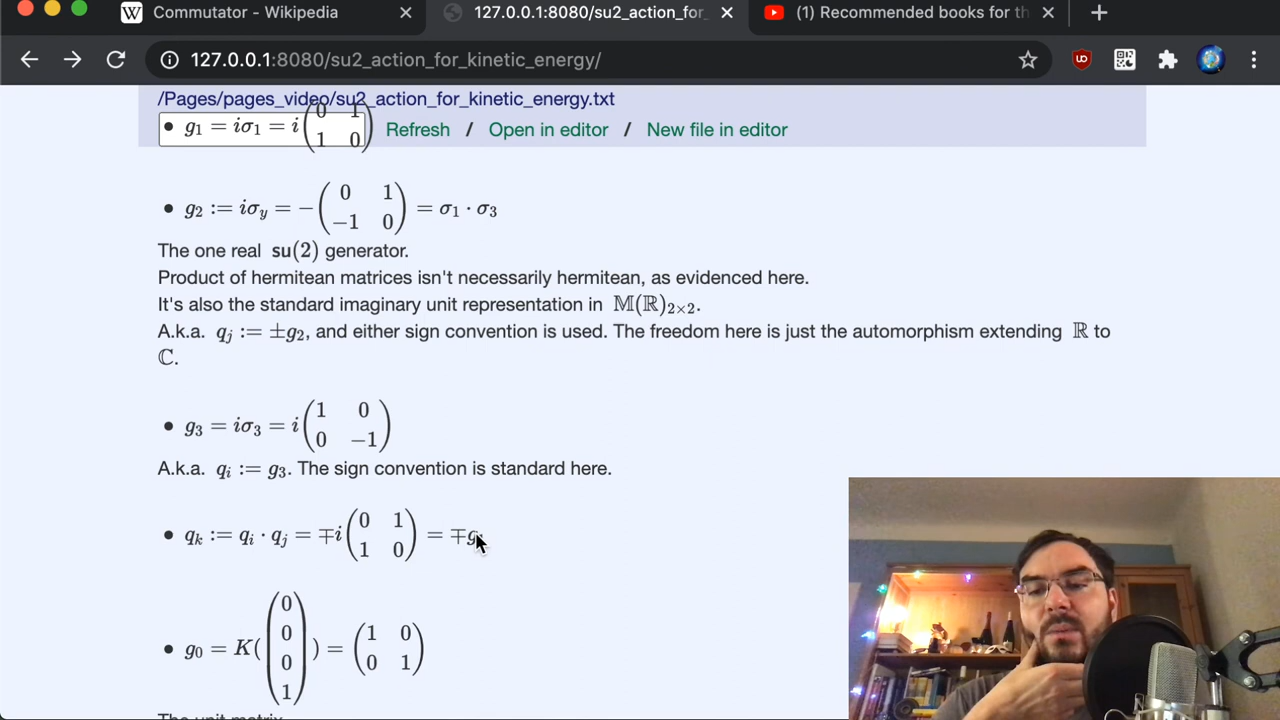 Commutator - Wikipedia
127.0.0.1:8080/su2_action_for_
(1) Recommended books for th
127.0.0.1:8080/su2_action_for_kinetic_energy/
/Pages/pages_video/su2_action_for_kinetic_energy.txt
• g₁ = iσ₁ = i(0 1; 1 0) Refresh / Open in editor / New file in editor
• g₂ := iσ_y = −(0 1; −1 0) = σ₁ · σ₃
The one real su(2) generator.
Product of hermitean matrices isn't necessarily hermitean, as evidenced here.
It's also the standard imaginary unit representation in 𝕄(ℝ)₂ₓ₂.
A.k.a. q_j := ±g₂, and either sign convention is used. The freedom here is just the automorphism extending ℝ to
ℂ.
• g₃ = iσ₃ = i(1 0; 0 −1)
A.k.a. q_i := g₃. The sign convention is standard here.
• q_k := q_i · q_j = ∓i(0 1; 1 0) = ∓g
• g₀ = K((0; 0; 0; 1)) = (1 0; 0 1)
The unit matrix